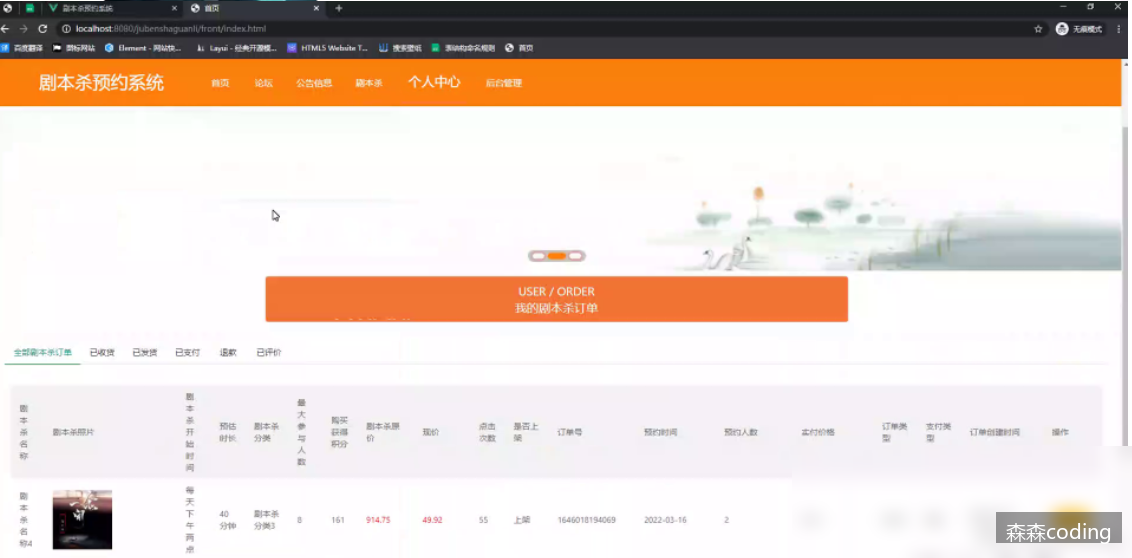 剧本杀预约系统
首页
localhost:8080/jubenshaguanli/front/index.html
无痕模式
百度翻译
图标网站
Element - 网站快...
Layui - 经典开源模...
HTML5 Website T...
搜多壁纸
首页
剧本杀预约系统
首页
论坛
公告信息
剧本杀
个人中心
后台管理
USER / ORDER
我的剧本杀订单
全部剧本杀订单
已收货
已发货
已支付
退款
已评价
剧本杀名称
剧本杀照片
剧本杀开始时间
预估时长
剧本杀分类
最大参与人数
购买获得积分
剧本杀原价
现价
点击次数
是否上架
订单号
预约时间
预约人数
实付价格
订单类型
支付类型
订单创建时间
操作
剧本杀名称4
每天下午两点
40分钟
剧本杀分类3
8
161
914.75
49.92
55
上架
1646018194069
2022-03-16
2
森森coding